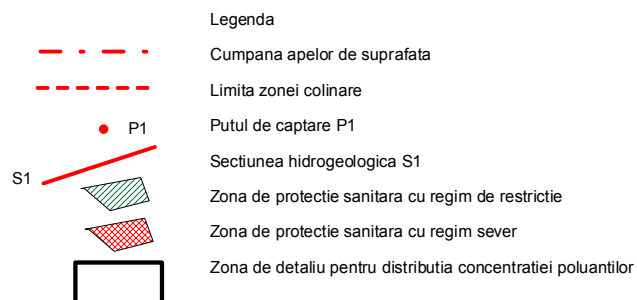 Legenda
Cumpana apelor de suprafata
Limita zonei colinare
P1 Putul de captare P1
S1 Sectiunea hidrogeologica S1
Zona de protectie sanitara cu regim de restrictie
Zona de protectie sanitara cu regim sever
Zona de detaliu pentru distributia concentratiei poluantilor